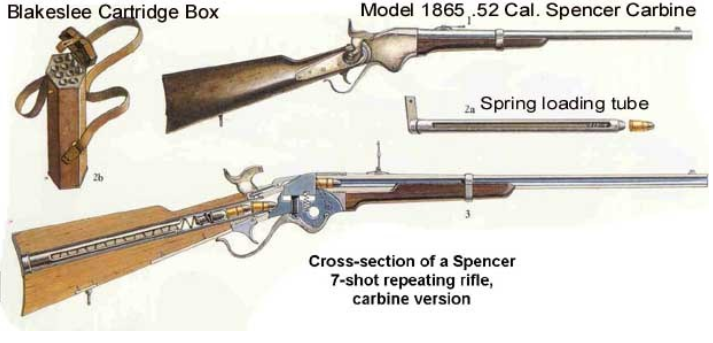 Blakeslee Cartridge Box
Model 1865 .52 Cal. Spencer Carbine
1
2a Spring loading tube
2b
3
Cross-section of a Spencer
7-shot repeating rifle,
carbine version